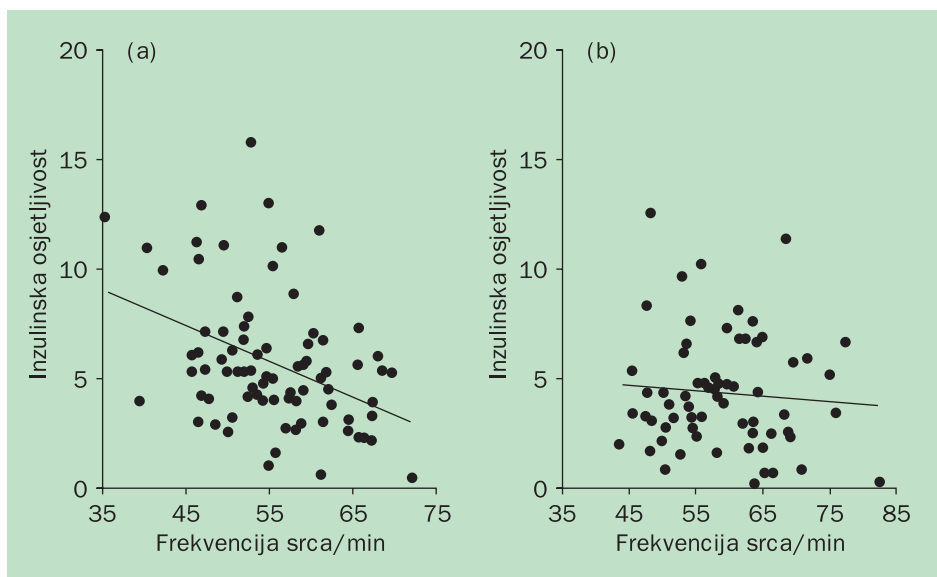 (a)
20
15
10
5
0
35 45 55 65 75
Inzulinska osjetljivost
Frekvencija srca/min
(b)
20
15
10
5
0
35 45 55 65 75 85
Inzulinska osjetljivost
Frekvencija srca/min